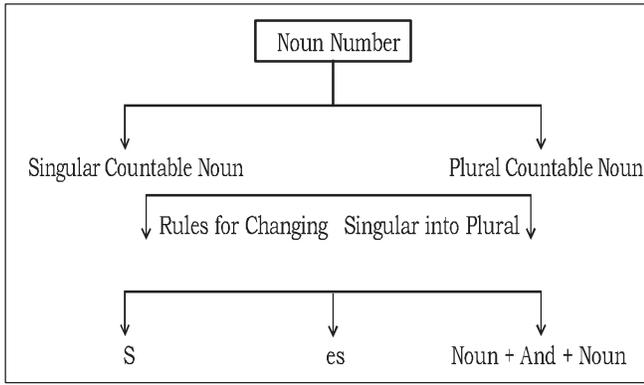 Noun Number
Singular Countable Noun Plural Countable Noun
Rules for Changing Singular into Plural
S es Noun + And + Noun